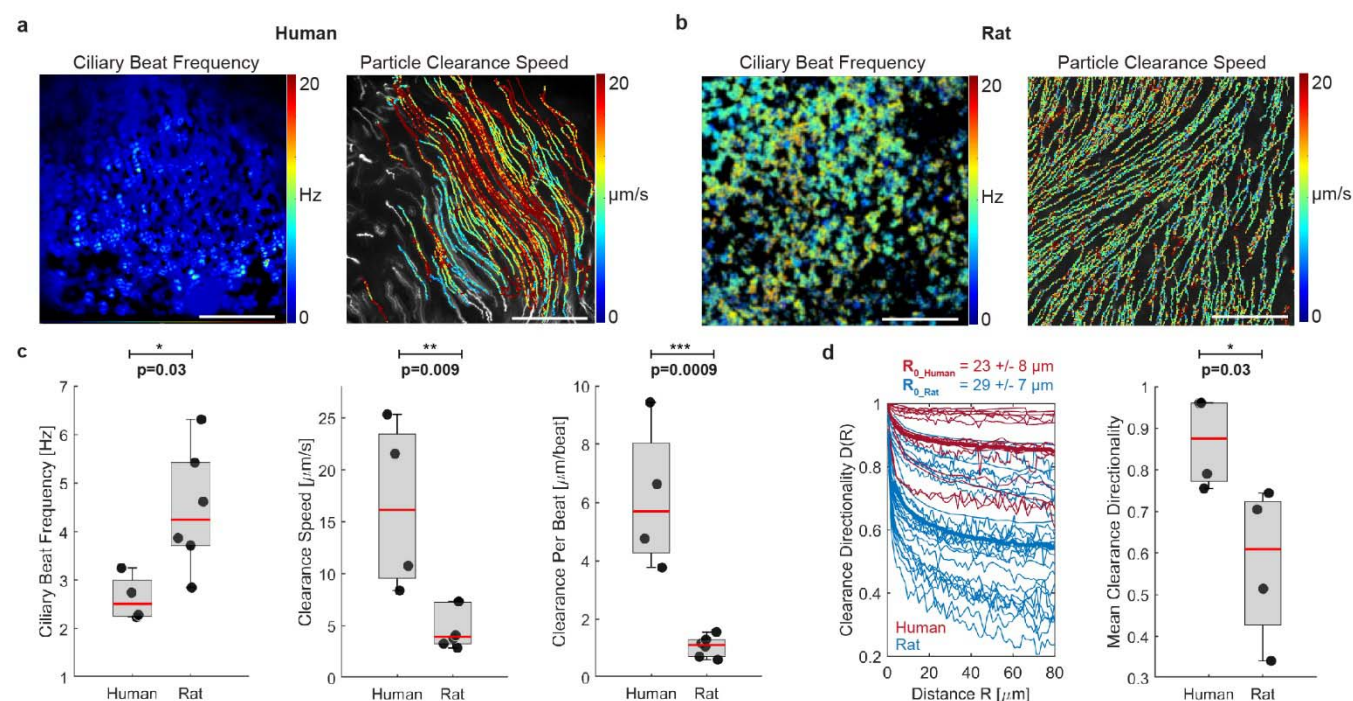 a
Human
Ciliary Beat Frequency
Particle Clearance Speed
20
Hz
0
20
μm/s
0
b
Rat
Ciliary Beat Frequency
Particle Clearance Speed
20
Hz
0
20
μm/s
0
c
*
p=0.03
Ciliary Beat Frequency [Hz]
7
6
5
4
3
2
1
Human Rat
**
p=0.009
Clearance Speed [μm/s]
25
20
15
10
5
0
Human Rat
***
p=0.0009
Clearance Per Beat [μm/beat]
10
8
6
4
2
0
Human Rat
d
R0_Human = 23 +/- 8 μm
R0_Rat = 29 +/- 7 μm
Clearance Directionality D(R)
1
0.8
0.6
0.4
0.2
Human
Rat
0 20 40 60 80
Distance R [μm]
*
p=0.03
Mean Clearance Directionality
1
0.9
0.8
0.7
0.6
0.5
0.4
0.3
Human Rat